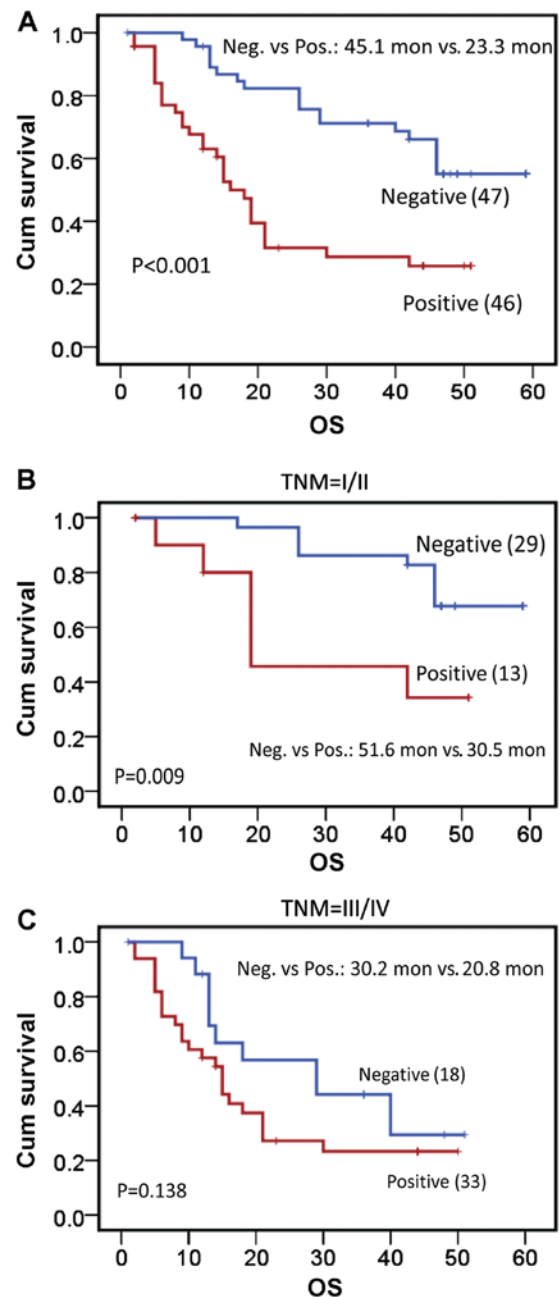 A
Neg. vs Pos.: 45.1 mon vs. 23.3 mon
Cum survival
1.0
0.8
0.6
0.4
0.2
0.0
Negative (47)
P<0.001
Positive (46)
0 10 20 30 40 50 60
OS
B
TNM=I/II
Cum survival
1.0
0.8
0.6
0.4
0.2
0.0
Negative (29)
Positive (13)
Neg. vs Pos.: 51.6 mon vs. 30.5 mon
P=0.009
0 10 20 30 40 50 60
OS
C
TNM=III/IV
Cum survival
1.0
0.8
0.6
0.4
0.2
0.0
Neg. vs Pos.: 30.2 mon vs. 20.8 mon
Negative (18)
P=0.138
Positive (33)
0 10 20 30 40 50 60
OS